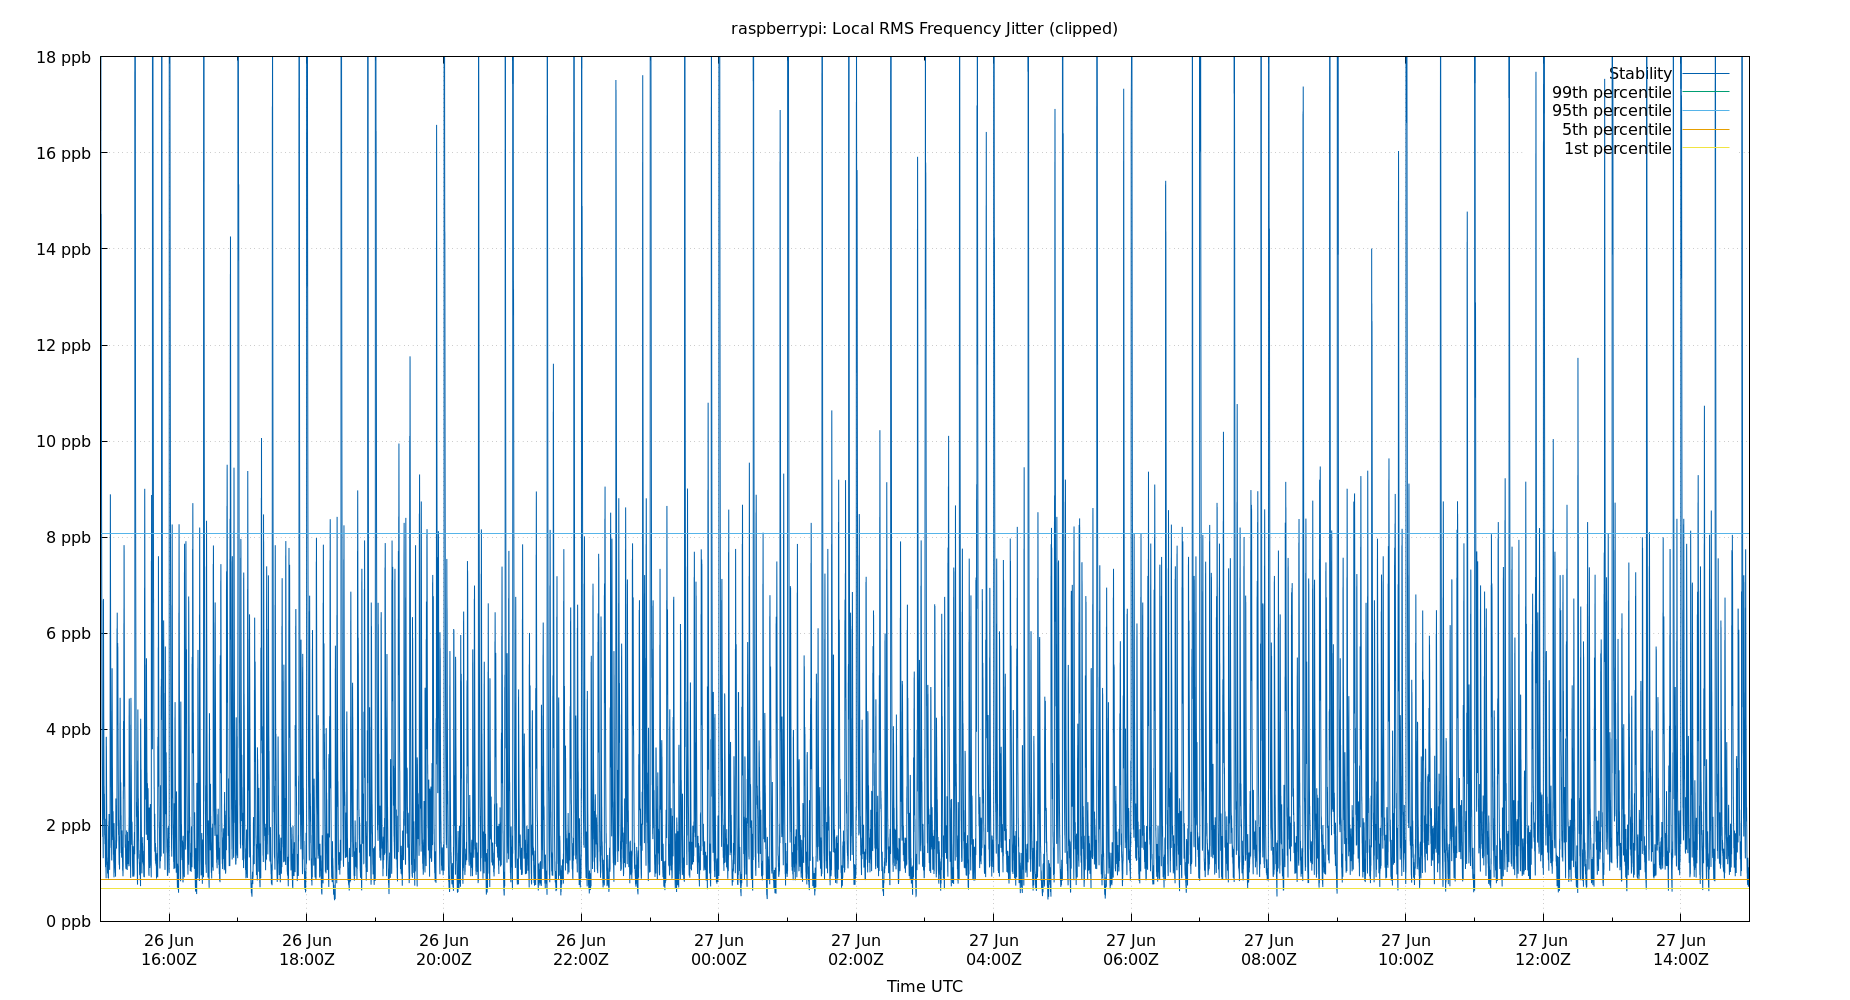 raspberrypi: Local RMS Frequency Jitter (clipped)
18 ppb
16 ppb
14 ppb
12 ppb
10 ppb
8 ppb
6 ppb
4 ppb
2 ppb
0 ppb
Stability
99th percentile
95th percentile
5th percentile
1st percentile
26 Jun 26 Jun 26 Jun 26 Jun 27 Jun 27 Jun 27 Jun 27 Jun 27 Jun 27 Jun 27 Jun 27 Jun
16:00Z 18:00Z 20:00Z 22:00Z 00:00Z 02:00Z 04:00Z 06:00Z 08:00Z 10:00Z 12:00Z 14:00Z
Time UTC